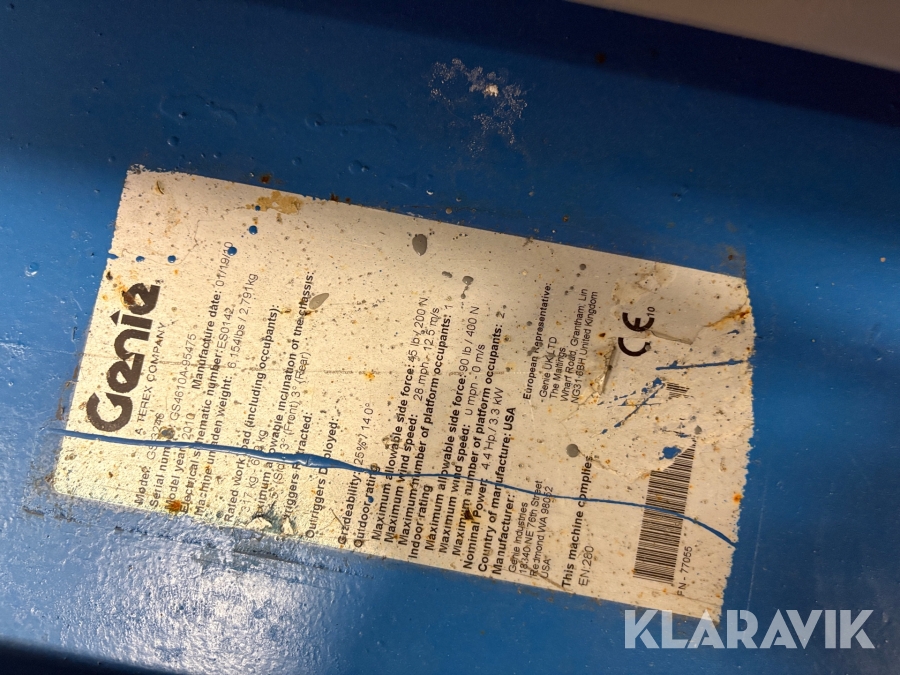 Genie
A TEREX COMPANY
Model:
Serial number: GS4610A-95475
Model year: 2010 Manufacture date: 01/19/10
Electrical schematic number: ES0142
Machine unladen weight: 6,154lbs / 2,791kg
Rated work load (including occupants):
Maximum allowable inclination of the chassis:
(Front) 3° (Rear)
Outriggers Retracted:
Outriggers Deployed:
Gradeability: 25% / 14.0°
Outdoor rating
Maximum allowable side force: 45 lb / 200 N
Maximum wind speed: 28 mph - 12.5 m/s
Maximum number of platform occupants: 1
Indoor rating
Maximum allowable side force: 90 lb / 400 N
Maximum wind speed: 0 mph - 0 m/s
Maximum number of platform occupants: 2
Nominal Power: 4.4 Hp / 3.3 kW
Country of manufacture: USA
Manufacturer:
Genie Industries
18340 NE 76th Street
Redmond WA 98052
USA
European Representative:
Genie UK LTD
The Maltings
Wharf Road, Grantham, Lin
NG31 6BH,United Kingdom
This machine complies
EN:280
CE 10
PN - 77055
KLARAVIK